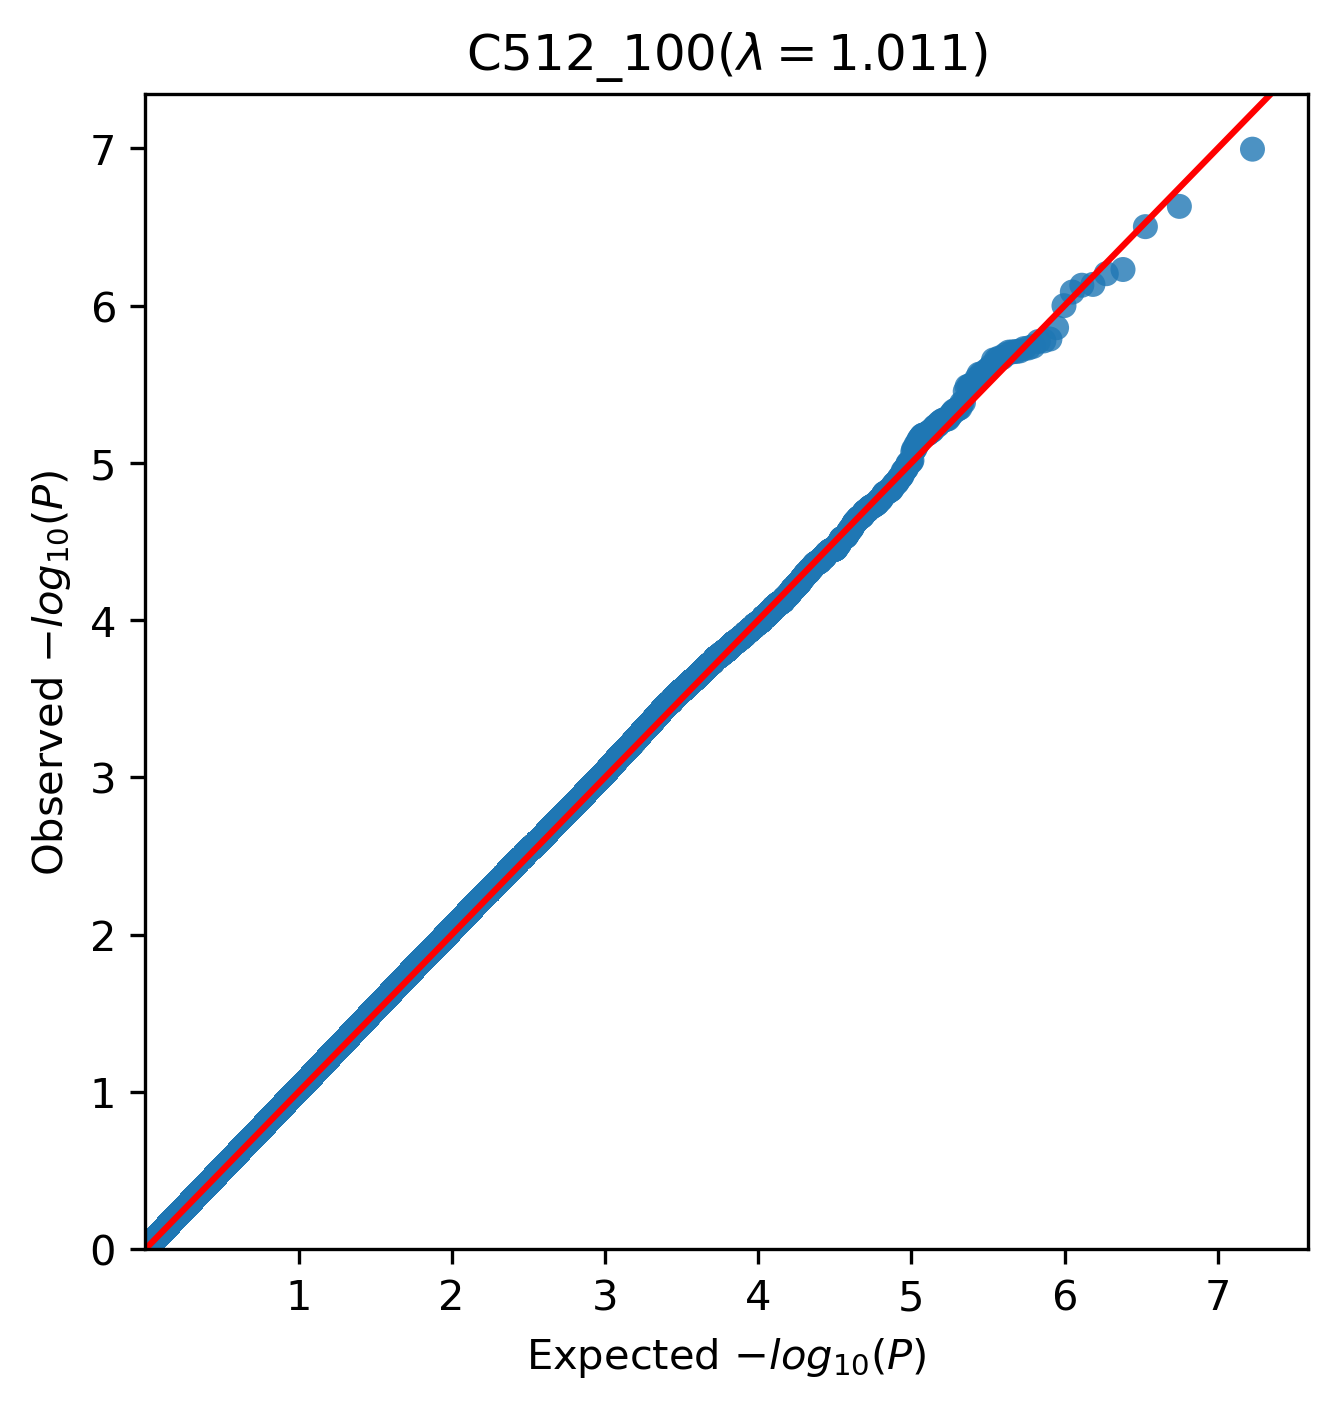 C512_100(λ = 1.011)
Observed −log₁₀(P)
7
6
5
4
3
2
1
0
1 2 3 4 5 6 7
Expected −log₁₀(P)